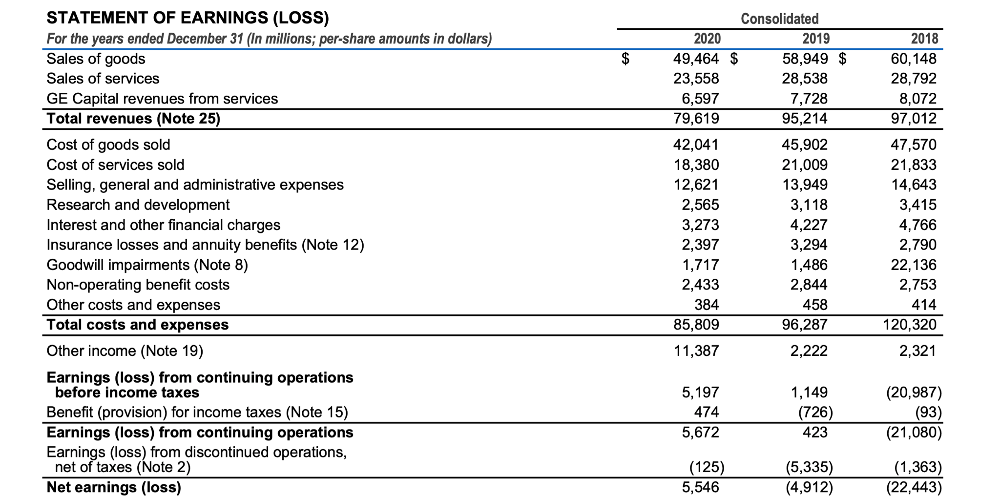 STATEMENT OF EARNINGS (LOSS) Consolidated
For the years ended December 31 (In millions; per-share amounts in dollars) 2020 2019 2018
Sales of goods $ 49,464 $ 58,949 $ 60,148
Sales of services 23,558 28,538 28,792
GE Capital revenues from services 6,597 7,728 8,072
Total revenues (Note 25) 79,619 95,214 97,012
Cost of goods sold 42,041 45,902 47,570
Cost of services sold 18,380 21,009 21,833
Selling, general and administrative expenses 12,621 13,949 14,643
Research and development 2,565 3,118 3,415
Interest and other financial charges 3,273 4,227 4,766
Insurance losses and annuity benefits (Note 12) 2,397 3,294 2,790
Goodwill impairments (Note 8) 1,717 1,486 22,136
Non-operating benefit costs 2,433 2,844 2,753
Other costs and expenses 384 458 414
Total costs and expenses 85,809 96,287 120,320
Other income (Note 19) 11,387 2,222 2,321
Earnings (loss) from continuing operations
before income taxes 5,197 1,149 (20,987)
Benefit (provision) for income taxes (Note 15) 474 (726) (93)
Earnings (loss) from continuing operations 5,672 423 (21,080)
Earnings (loss) from discontinued operations,
net of taxes (Note 2) (125) (5,335) (1,363)
Net earnings (loss) 5,546 (4,912) (22,443)